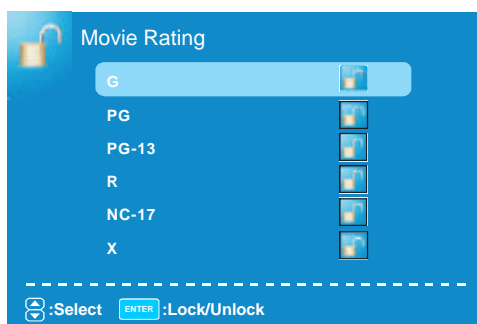 Movie Rating
G
PG
PG-13
R
NC-17
X
:Select ENTER :Lock/Unlock